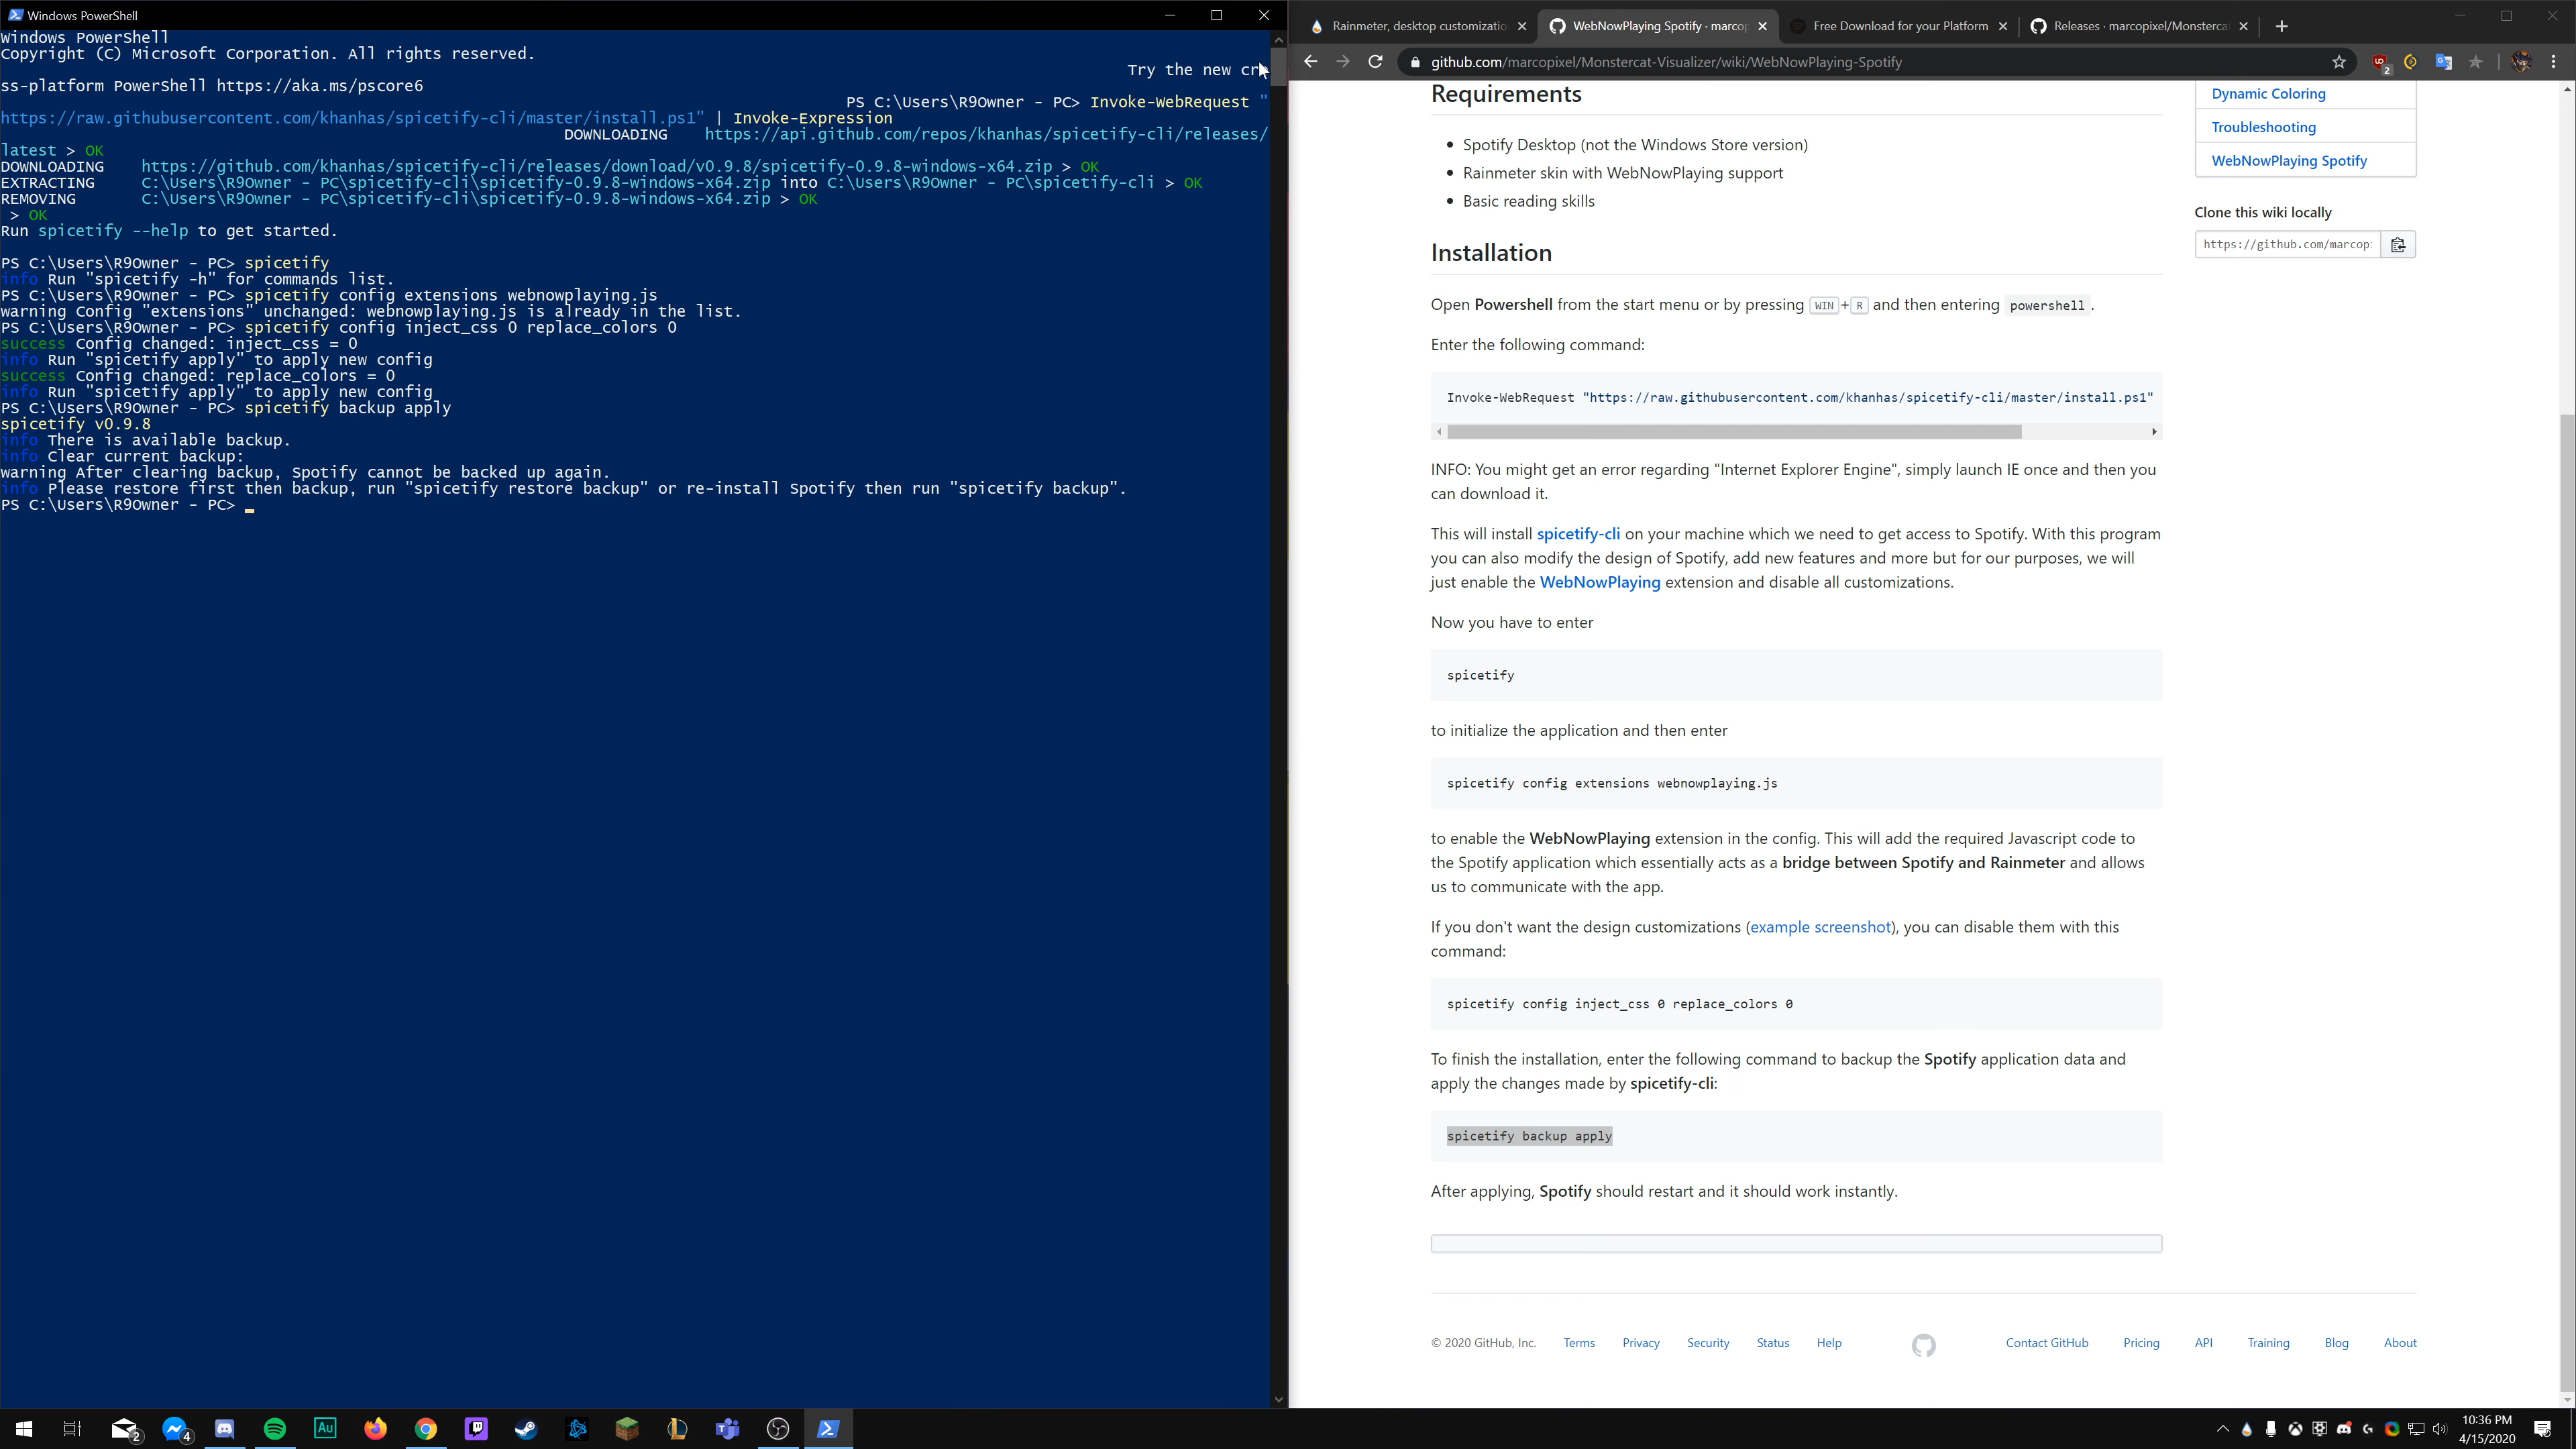 Windows PowerShell
Windows PowerShell
Copyright (C) Microsoft Corporation. All rights reserved.
Try the new cr
ss-platform PowerShell https://aka.ms/pscore6
PS C:\Users\R9Owner - PC> Invoke-WebRequest "
https://raw.githubusercontent.com/khanhas/spicetify-cli/master/install.ps1" | Invoke-Expression
DOWNLOADING https://api.github.com/repos/khanhas/spicetify-cli/releases/
latest > OK
DOWNLOADING https://github.com/khanhas/spicetify-cli/releases/download/v0.9.8/spicetify-0.9.8-windows-x64.zip > OK
EXTRACTING C:\Users\R9Owner - PC\spicetify-cli\spicetify-0.9.8-windows-x64.zip into C:\Users\R9Owner - PC\spicetify-cli > OK
REMOVING C:\Users\R9Owner - PC\spicetify-cli\spicetify-0.9.8-windows-x64.zip > OK
> OK
Run spicetify --help to get started.
PS C:\Users\R9Owner - PC> spicetify
info Run "spicetify -h" for commands list.
PS C:\Users\R9Owner - PC> spicetify config extensions webnowplaying.js
warning Config "extensions" unchanged: webnowplaying.js is already in the list.
PS C:\Users\R9Owner - PC> spicetify config inject_css 0 replace_colors 0
success Config changed: inject_css = 0
info Run "spicetify apply" to apply new config
success Config changed: replace_colors = 0
info Run "spicetify apply" to apply new config
PS C:\Users\R9Owner - PC> spicetify backup apply
spicetify v0.9.8
info There is available backup.
info Clear current backup:
warning After clearing backup, Spotify cannot be backed up again.
info Please restore first then backup, run "spicetify restore backup" or re-install Spotify then run "spicetify backup".
PS C:\Users\R9Owner - PC>
Rainmeter, desktop customizatio
WebNowPlaying Spotify · marcop
Free Download for your Platform
Releases · marcopixel/Monsterca
github.com/marcopixel/Monstercat-Visualizer/wiki/WebNowPlaying-Spotify
2
Requirements
Spotify Desktop (not the Windows Store version)
Rainmeter skin with WebNowPlaying support
Basic reading skills
Installation
Open Powershell from the start menu or by pressing WIN + R and then entering powershell .
Enter the following command:
Invoke-WebRequest "https://raw.githubusercontent.com/khanhas/spicetify-cli/master/install.ps1"
INFO: You might get an error regarding "Internet Explorer Engine", simply launch IE once and then you
can download it.
This will install spicetify-cli on your machine which we need to get access to Spotify. With this program
you can also modify the design of Spotify, add new features and more but for our purposes, we will
just enable the WebNowPlaying extension and disable all customizations.
Now you have to enter
spicetify
to initialize the application and then enter
spicetify config extensions webnowplaying.js
to enable the WebNowPlaying extension in the config. This will add the required Javascript code to
the Spotify application which essentially acts as a bridge between Spotify and Rainmeter and allows
us to communicate with the app.
If you don't want the design customizations (example screenshot), you can disable them with this
command:
spicetify config inject_css 0 replace_colors 0
To finish the installation, enter the following command to backup the Spotify application data and
apply the changes made by spicetify-cli:
spicetify backup apply
After applying, Spotify should restart and it should work instantly.
Dynamic Coloring
Troubleshooting
WebNowPlaying Spotify
Clone this wiki locally
https://github.com/marcop
© 2020 GitHub, Inc. Terms Privacy Security Status Help Contact GitHub Pricing API Training Blog About
2
4
Au
10:36 PM
4/15/2020